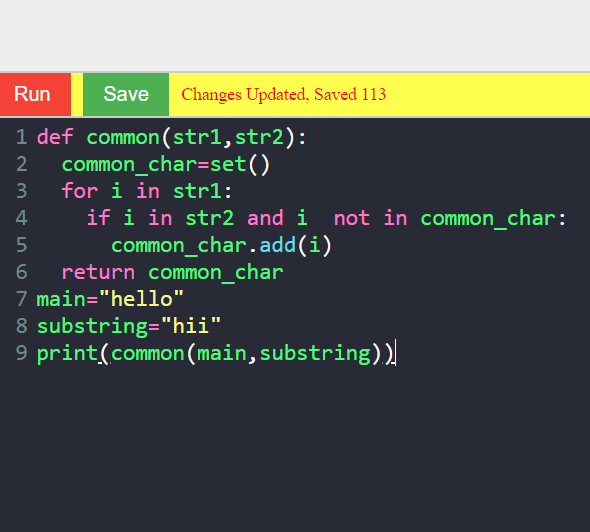 Run Save Changes Updated, Saved 113
1 def common(str1,str2):
2   common_char=set()
3   for i in str1:
4     if i in str2 and i  not in common_char:
5       common_char.add(i)
6   return common_char
7 main="hello"
8 substring="hii"
9 print(common(main,substring))